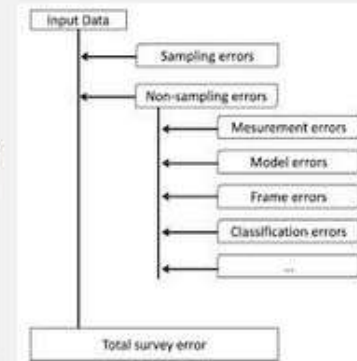 Input Data
Sampling errors
Non-sampling errors
Mesurement errors
Model errors
Frame errors
Classification errors
...
Total survey error